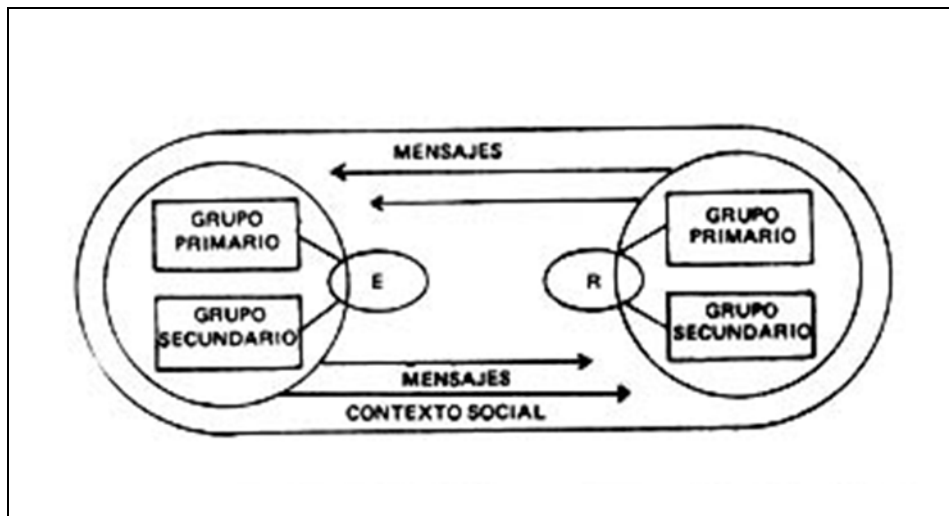 MENSAJES
GRUPO
PRIMARIO
GRUPO
SECUNDARIO
E
R
GRUPO
PRIMARIO
GRUPO
SECUNDARIO
MENSAJES
CONTEXTO SOCIAL